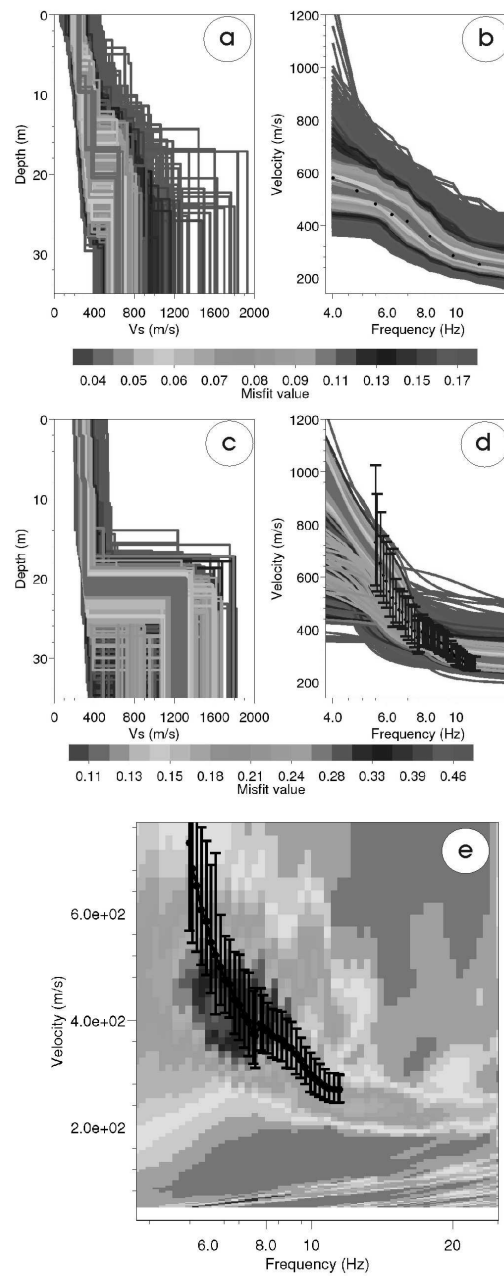 a
0
10
20
30
Depth (m)
0 400 800 1200 1600 2000
Vs (m/s)
b
1200
1000
800
600
400
200
Velocity (m/s)
4.0 6.0 8.0 10
Frequency (Hz)
0.04 0.05 0.06 0.07 0.08 0.09 0.11 0.13 0.15 0.17
Misfit value
c
0
10
20
30
Depth (m)
0 400 800 1200 1600 2000
Vs (m/s)
d
1200
1000
800
600
400
200
Velocity (m/s)
4.0 6.0 8.0 10
Frequency (Hz)
0.11 0.13 0.15 0.18 0.21 0.24 0.28 0.33 0.39 0.46
Misfit value
e
6.0e+02
4.0e+02
2.0e+02
Velocity (m/s)
6.0 8.0 10 20
Frequency (Hz)